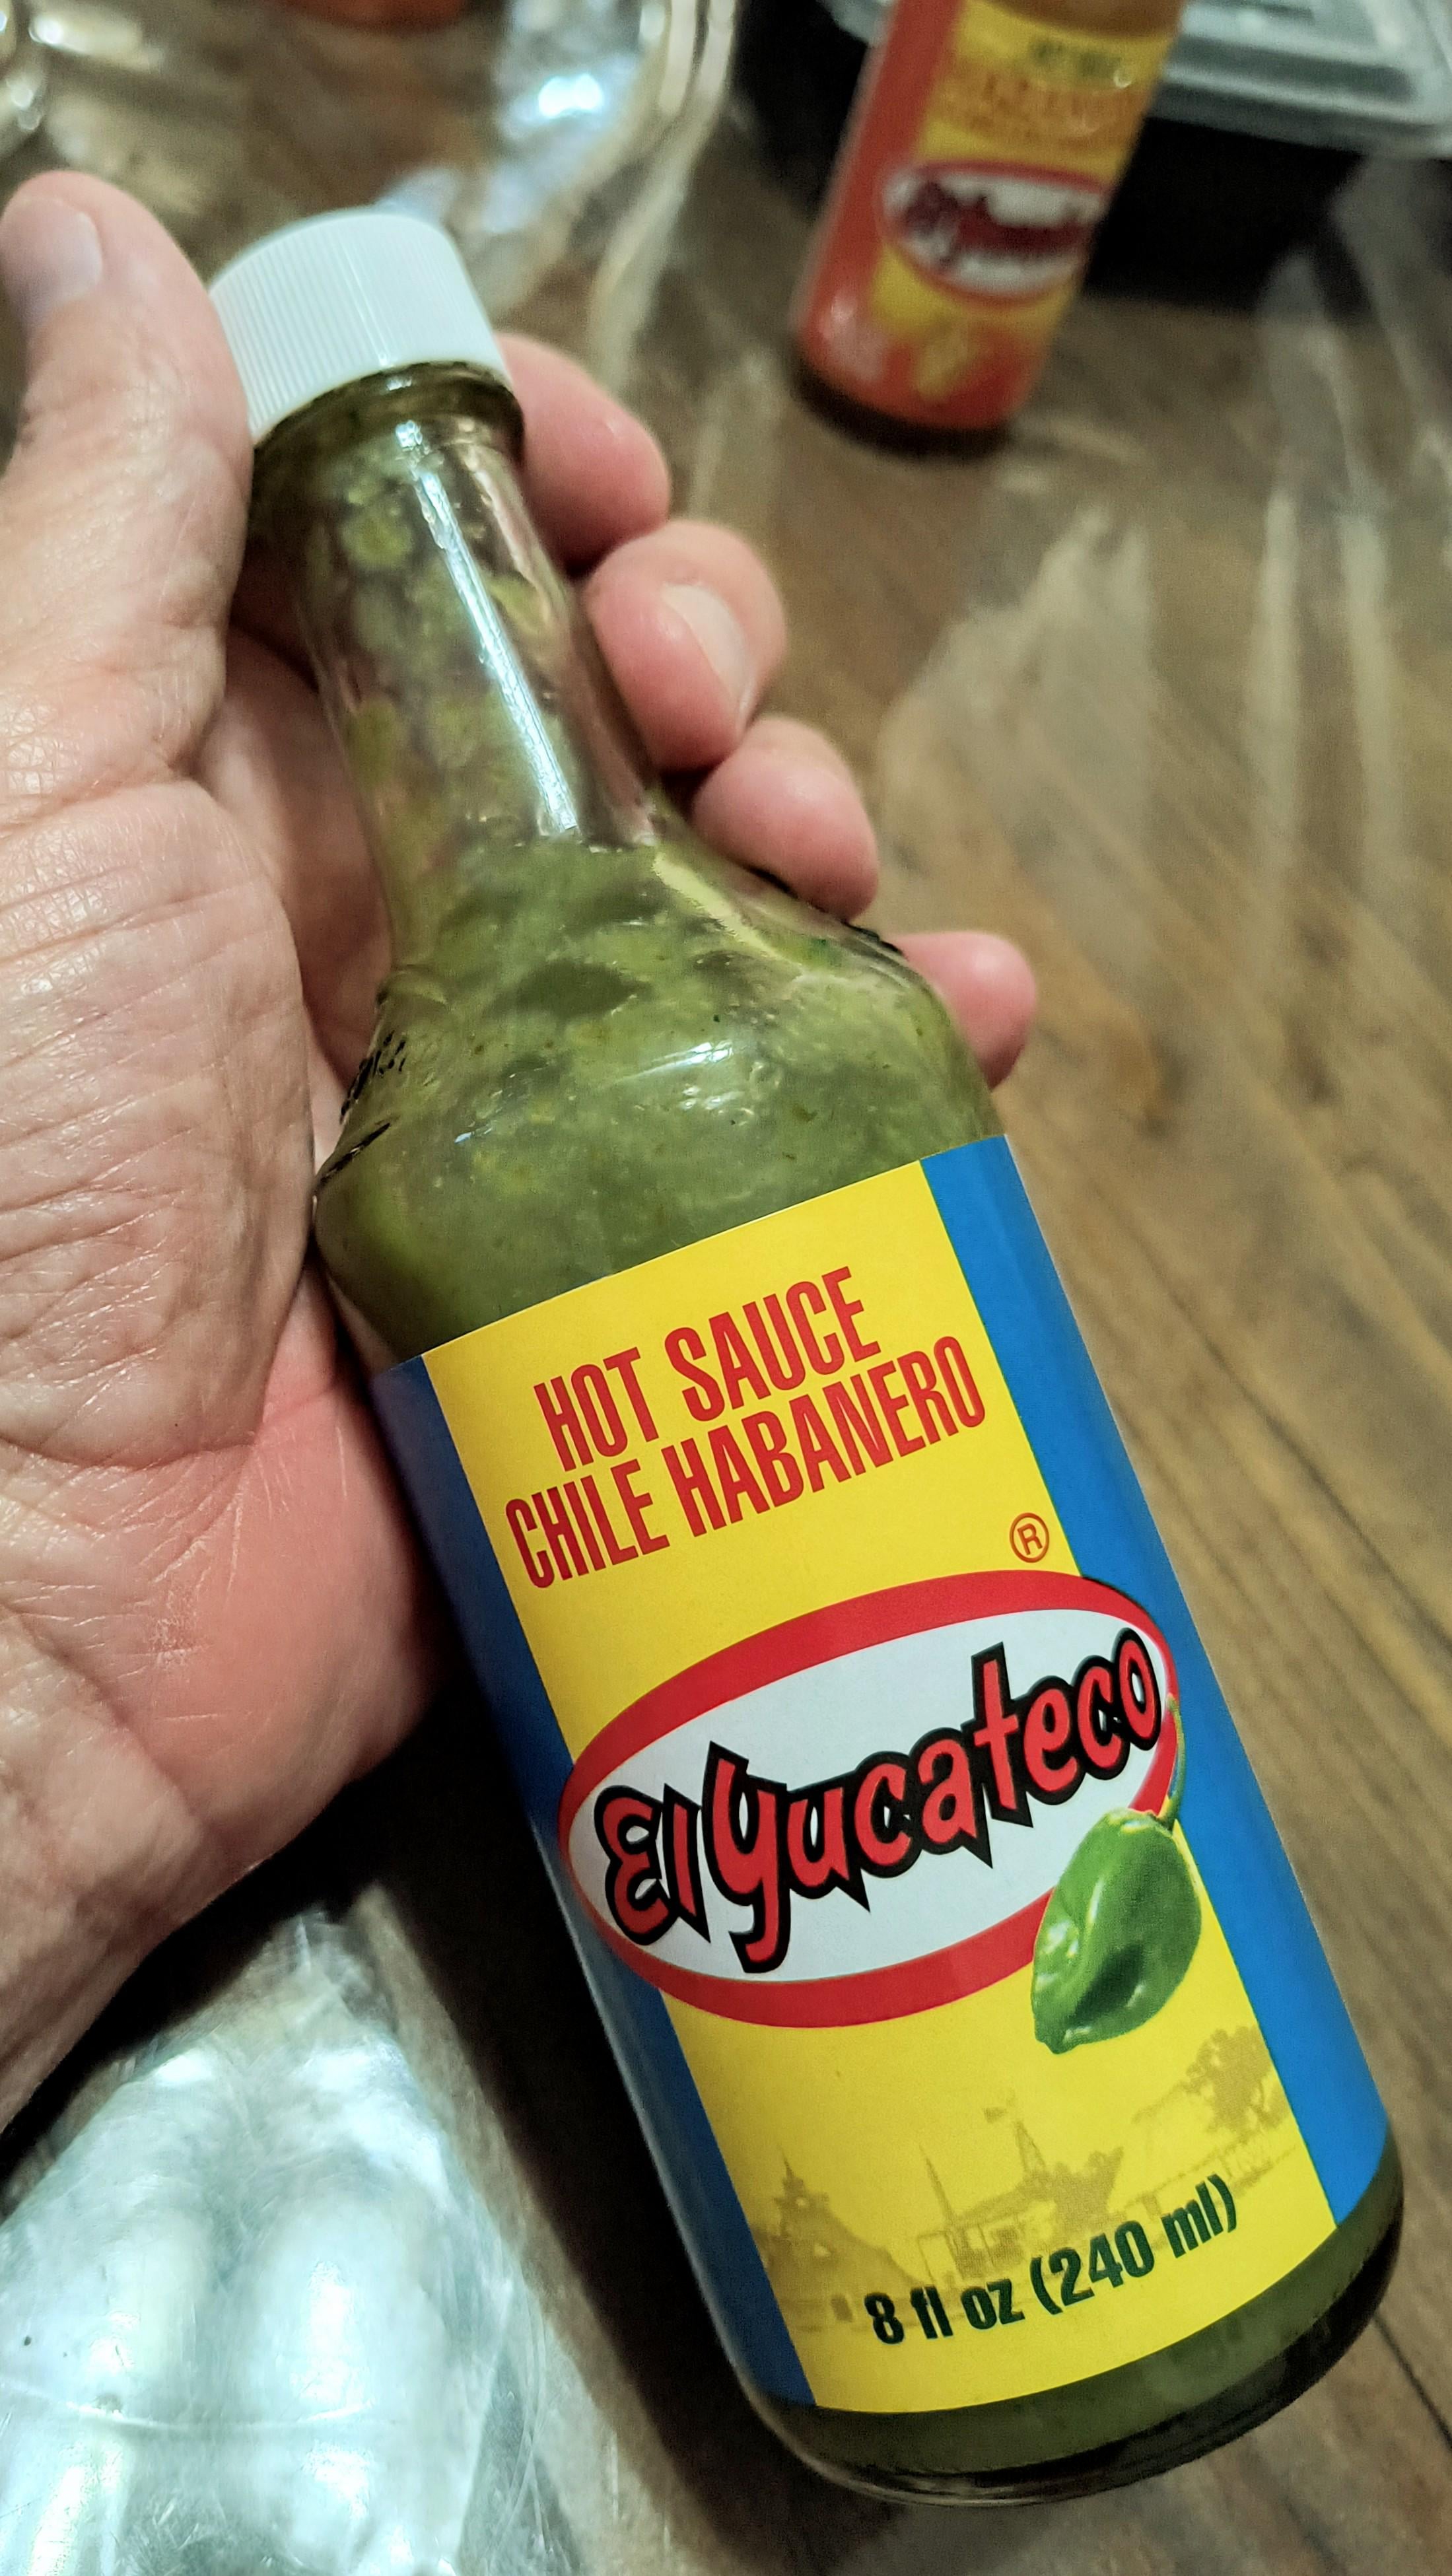 HOT SAUCE
CHILE HABANERO
®
El Yucateco
8 fl oz (240 ml)